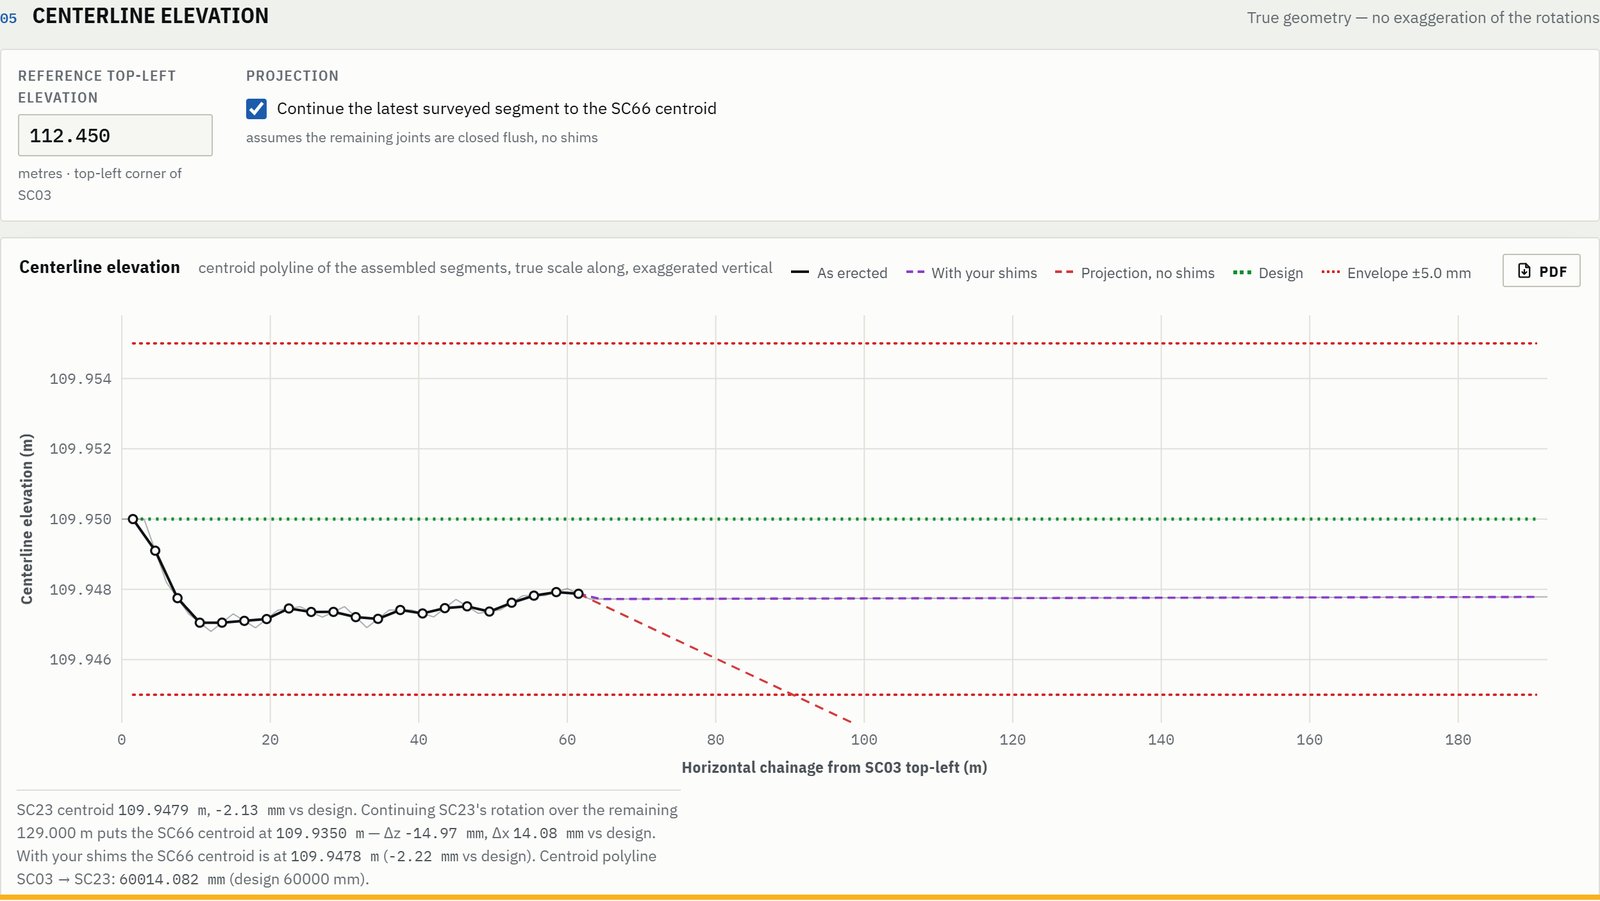 05 CENTERLINE ELEVATION
True geometry — no exaggeration of the rotations
REFERENCE TOP-LEFT
ELEVATION
112.450
metres · top-left corner of
SC03
PROJECTION
Continue the latest surveyed segment to the SC66 centroid
assumes the remaining joints are closed flush, no shims
Centerline elevation centroid polyline of the assembled segments, true scale along, exaggerated vertical
As erected With your shims Projection, no shims Design Envelope ±5.0 mm
PDF
Centerline elevation (m)
109.954
109.952
109.950
109.948
109.946
0 20 40 60 80 100 120 140 160 180
Horizontal chainage from SC03 top-left (m)
SC23 centroid 109.9479 m, -2.13 mm vs design. Continuing SC23's rotation over the remaining
129.000 m puts the SC66 centroid at 109.9350 m — Δz -14.97 mm, Δx 14.08 mm vs design.
With your shims the SC66 centroid is at 109.9478 m (-2.22 mm vs design). Centroid polyline
SC03 → SC23: 60014.082 mm (design 60000 mm).